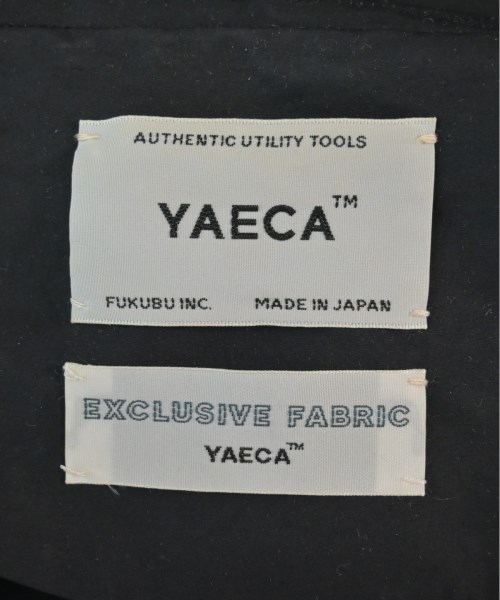 AUTHENTIC UTILITY TOOLS
YAECA™
FUKUBU INC. MADE IN JAPAN
EXCLUSIVE FABRIC
YAECA™